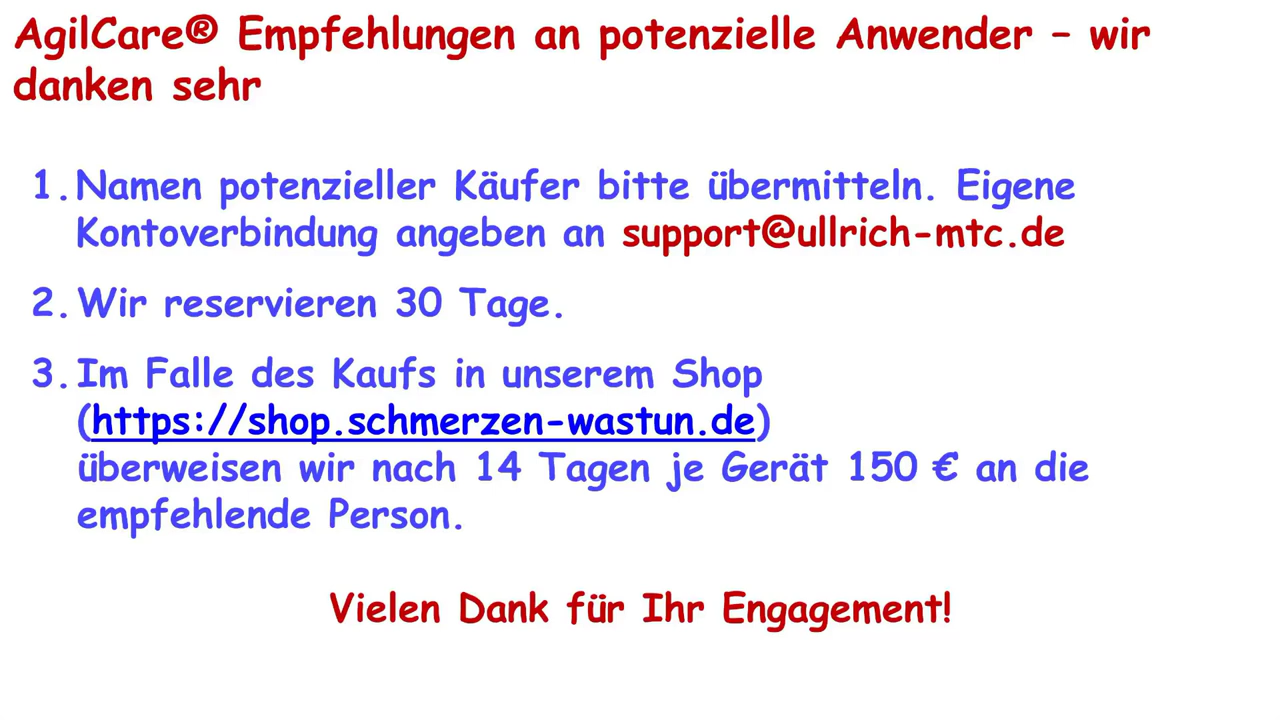 AgilCare® Empfehlungen an potenzielle Anwender – wir
danken sehr
1. Namen potenzieller Käufer bitte übermitteln. Eigene
Kontoverbindung angeben an support@ullrich-mtc.de
2. Wir reservieren 30 Tage.
3. Im Falle des Kaufs in unserem Shop
(https://shop.schmerzen-wastun.de)
überweisen wir nach 14 Tagen je Gerät 150 € an die
empfehlende Person.
Vielen Dank für Ihr Engagement!